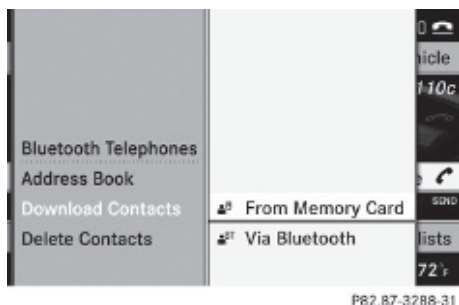 0
icle
110c
Bluetooth Telephones
Address Book
Download Contacts
From Memory Card
SEND
Delete Contacts
Via Bluetooth
lists
72°F
P82.87-3288-31